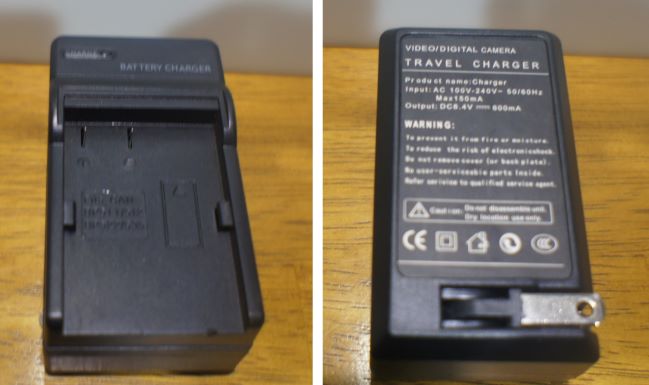 CHARGE
BATTERY CHARGER
VIDEO/DIGITAL CAMERA
TRAVEL CHARGER
Product name:Charger
Input: AC 100V-240V~ 50/60Hz
Max150mA
Output: DC8.4V 600mA
WARNING:
To prevent it from fire or moisture.
To reduce the risk of electronicshock.
Do not remove cover (or back plate).
No user-serviceable parts inside.
Refer servicing to qualified service agent.
Caution: Do not disassemble unit.
Dry location use only.
CE